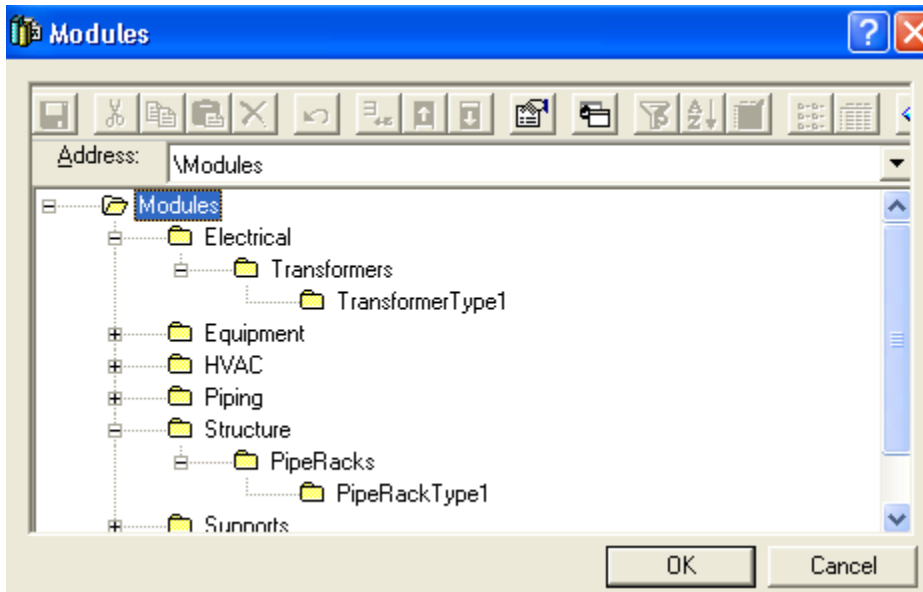 Modules
Address: \Modules
Modules
Electrical
Transformers
TransformerType1
Equipment
HVAC
Piping
Structure
PipeRacks
PipeRackType1
Supports
OK Cancel